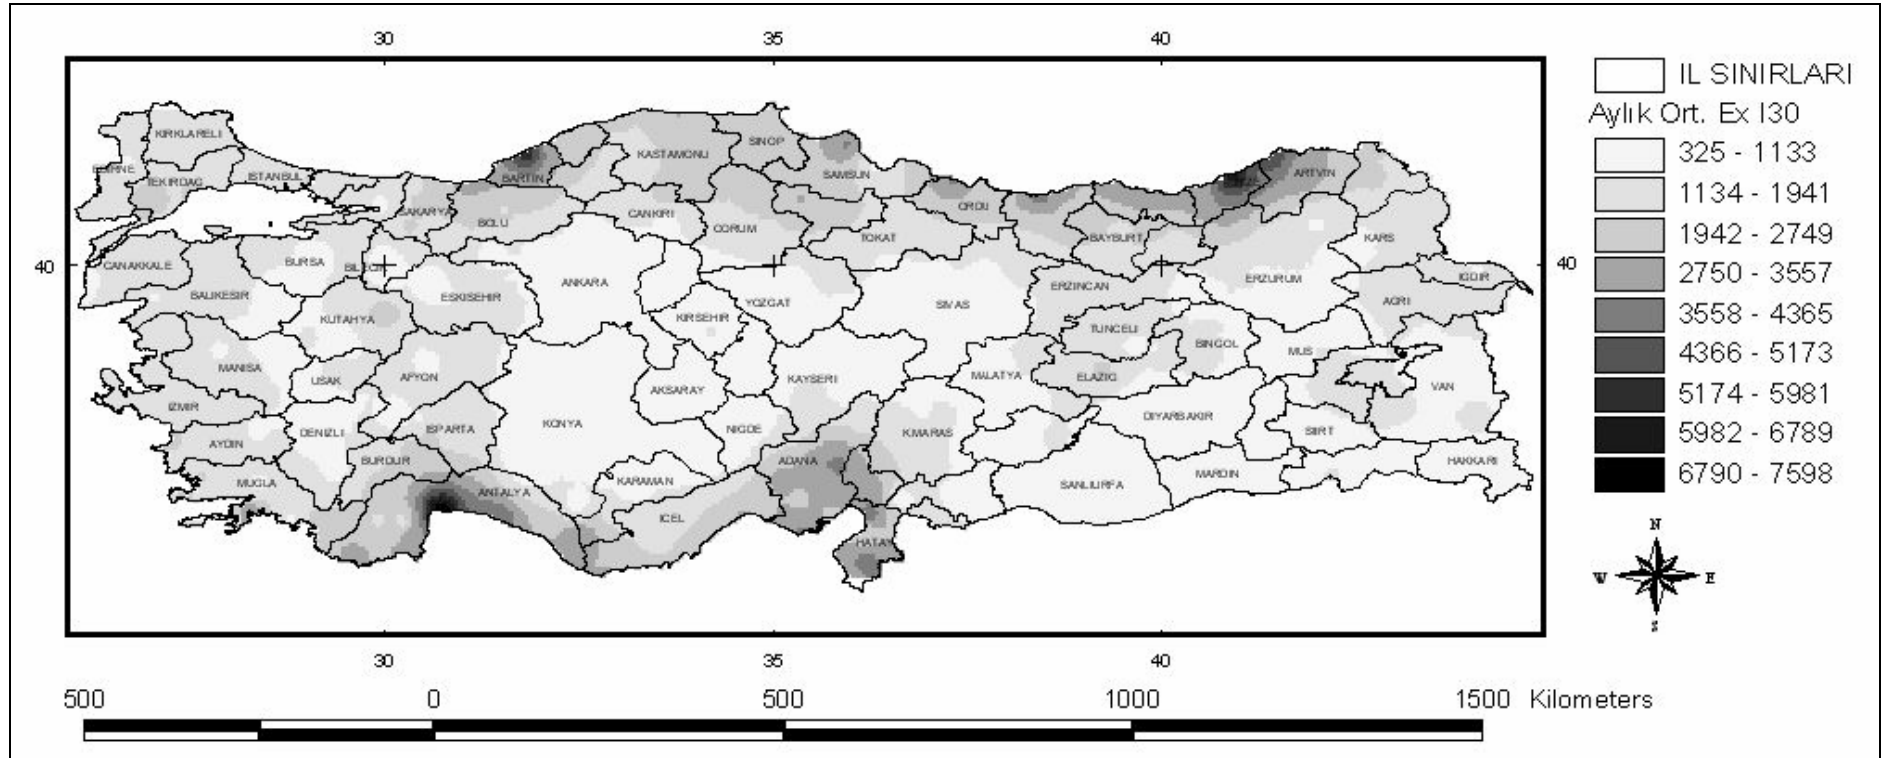 30 35 40
IL SINIRLARI
Aylık Ort. Ex I30
325 - 1133
1134 - 1941
1942 - 2749
2750 - 3557
3558 - 4365
4366 - 5173
5174 - 5981
5982 - 6789
6790 - 7598
KIRKLARELI
TEKIRDAG
ISTANBUL
BARTIN
KASTAMONU
SINOP
SAMSUN
ARTVIN
SAKARYA
BOLU
CANKIRI
CORUM
TOKAT
ORDU
BAYBURT
KARS
40
CANAKKALE
BURSA
ANKARA
ERZURUM
IGDIR
40
BALIKESIR
ESKISEHIR
YOZGAT
SIVAS
ERZINCAN
AGRI
KUTAHYA
KIRSEHIR
TUNCELI
BINGOL
MUS
MANISA
USAK
AFYON
AKSARAY
KAYSERI
MALATYA
ELAZIG
VAN
IZMIR
DENIZLI
ISPARTA
KONYA
NIGDE
K.MARAS
DIYARBAKIR
SIIRT
AYDIN
BURDUR
ADANA
HAKKARI
MUGLA
ANTALYA
KARAMAN
SANLIURFA
MARDIN
ICEL
HATAY
N
W E
S
30 35 40
500 0 500 1000 1500 Kilometers